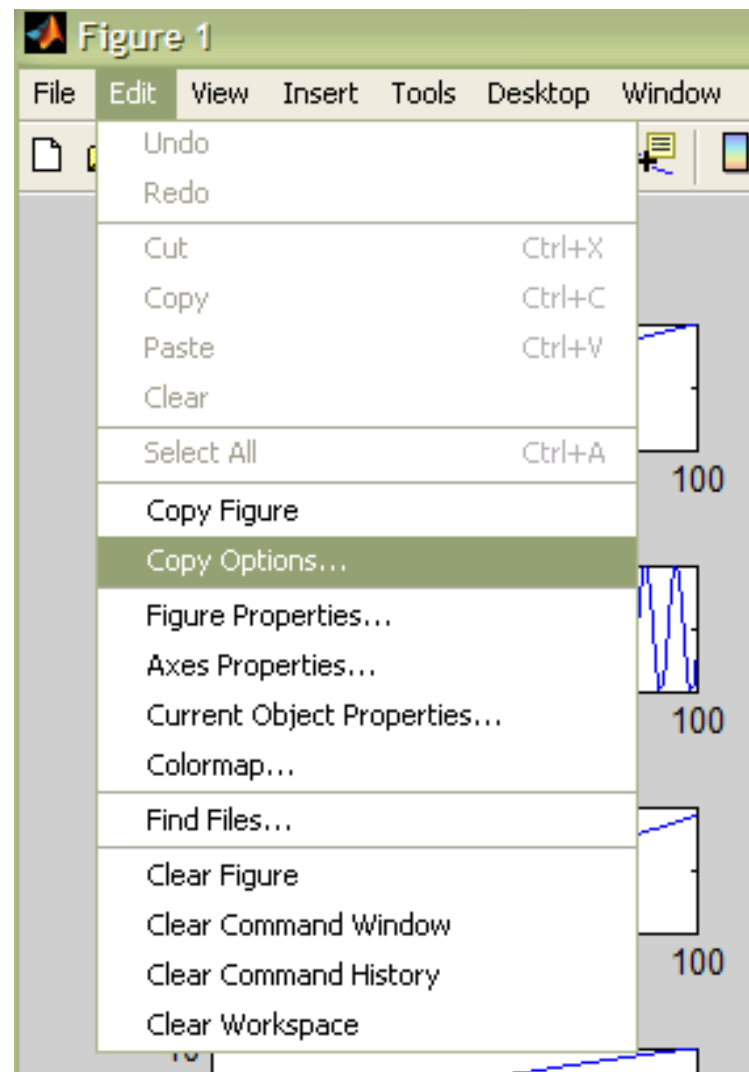 Figure 1
File Edit View Insert Tools Desktop Window
Undo
Redo
Cut Ctrl+X
Copy Ctrl+C
Paste Ctrl+V
Clear
Select All Ctrl+A
100
Copy Figure
Copy Options...
Figure Properties...
Axes Properties...
Current Object Properties...
100
Colormap...
Find Files...
Clear Figure
Clear Command Window
Clear Command History
100
Clear Workspace